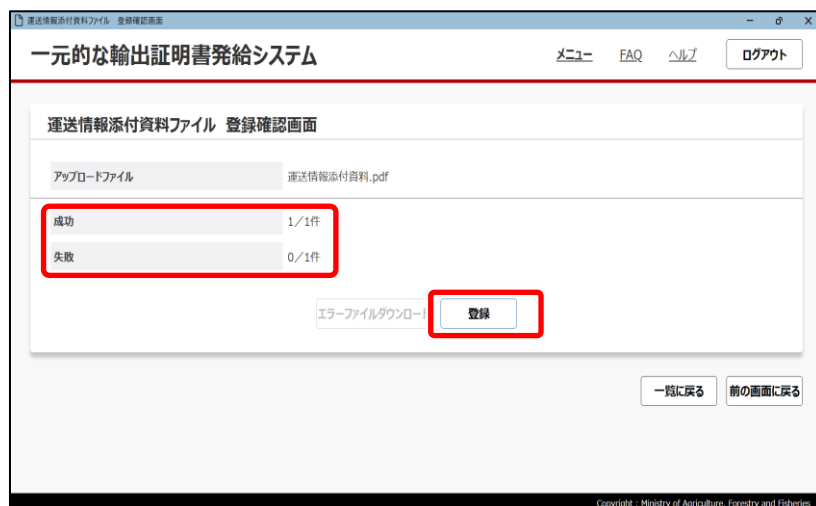 運送情報添付資料ファイル 登録確認画面
一元的な輸出証明書発給システム
メニュー FAQ ヘルプ ログアウト
運送情報添付資料ファイル 登録確認画面
アップロードファイル 運送情報添付資料.pdf
成功 1/1件
失敗 0/1件
エラーファイルダウンロード 登録
一覧に戻る 前の画面に戻る
Copyright : Ministry of Agriculture, Forestry and Fisheries